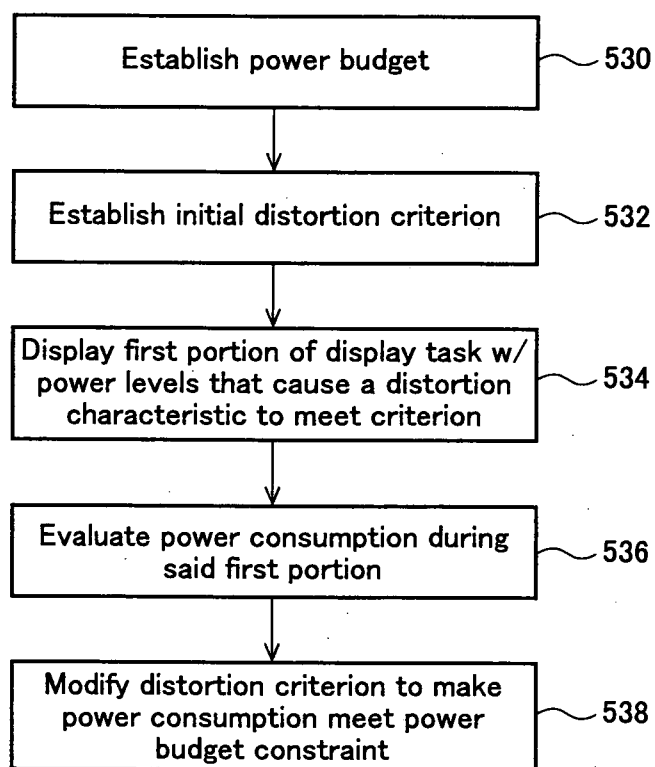 Establish power budget
530
Establish initial distortion criterion
532
Display first portion of display task w/
power levels that cause a distortion
characteristic to meet criterion
534
Evaluate power consumption during
said first portion
536
Modify distortion criterion to make
power consumption meet power
budget constraint
538